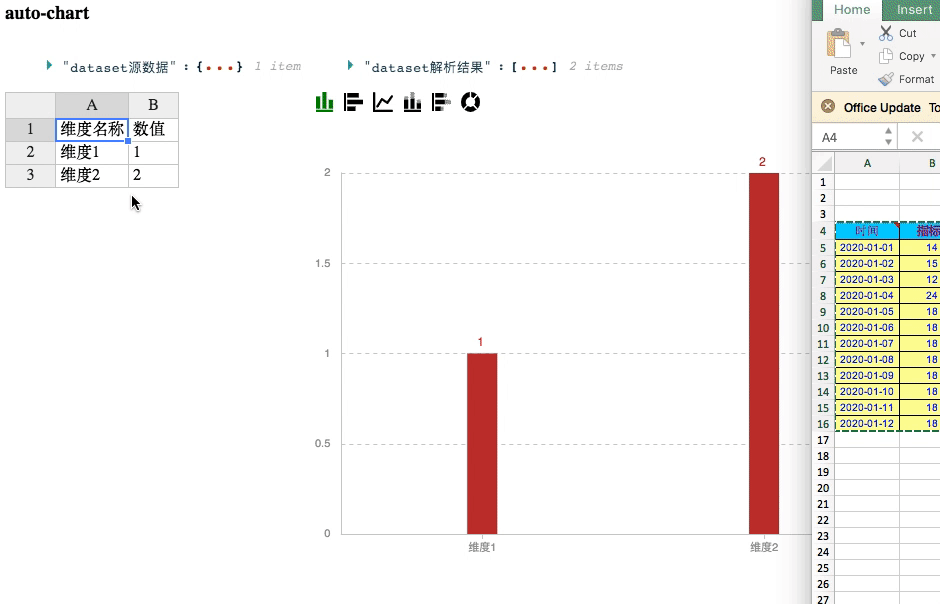 auto-chart
"dataset源数据" : {...} 1 item
"dataset解析结果" : [...] 2 items
A B
1 维度名称 数值
2 维度1 1
3 维度2 2
2
1.5
1
0.5
0
1
2
维度1 维度2
Home Insert
Paste
Cut
Copy
Format
Office Update To
A4
A B
1
2
3
4 时间 指标
5 2020-01-01 14
6 2020-01-02 15
7 2020-01-03 12
8 2020-01-04 24
9 2020-01-05 18
10 2020-01-06 18
11 2020-01-07 18
12 2020-01-08 18
13 2020-01-09 18
14 2020-01-10 18
15 2020-01-11 18
16 2020-01-12 18
17
18
19
20
21
22
23
24
25
26
27